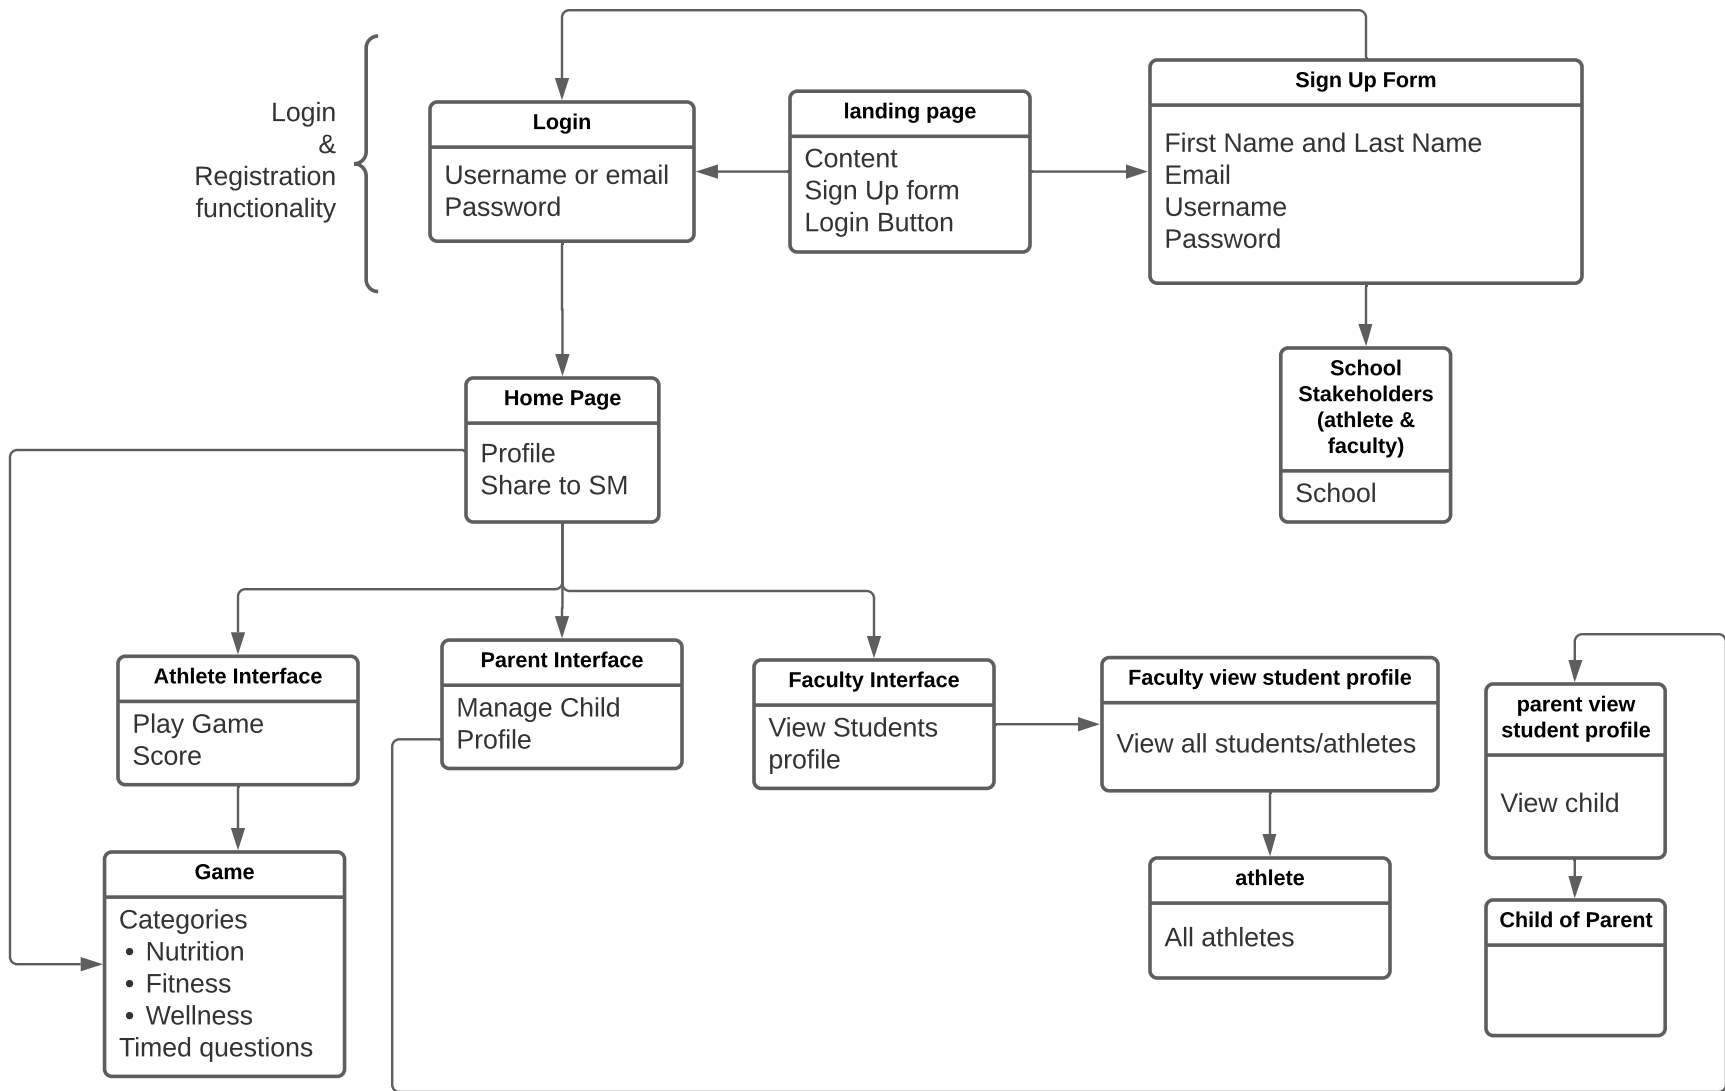 Login
&
Registration
functionality
Login
Username or email
Password
landing page
Content
Sign Up form
Login Button
Sign Up Form
First Name and Last Name
Email
Username
Password
School
Stakeholders
(athlete &
faculty)
School
Home Page
Profile
Share to SM
Athlete Interface
Play Game
Score
Parent Interface
Manage Child
Profile
Faculty Interface
View Students
profile
Faculty view student profile
View all students/athletes
parent view
student profile
View child
Game
Categories
• Nutrition
• Fitness
• Wellness
Timed questions
athlete
All athletes
Child of Parent